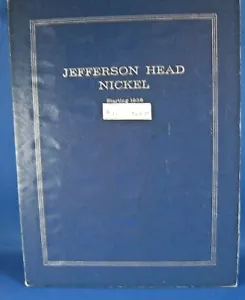 JEFFERSON HEAD
NICKEL
Starting 1938